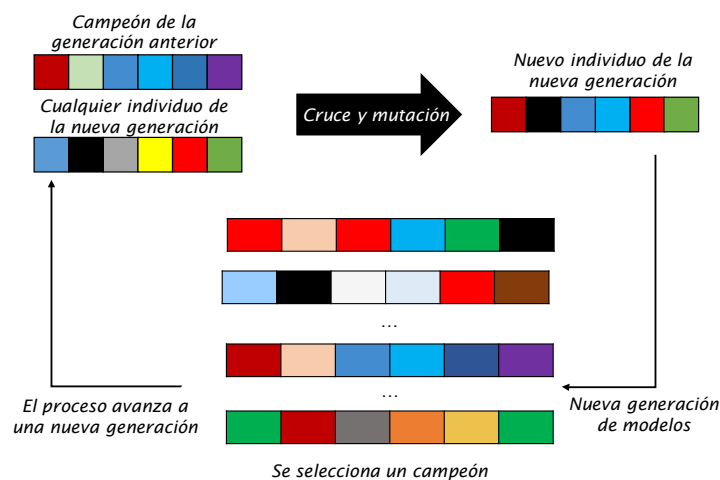 Campeón de la
generación anterior
Cualquier individuo de
la nueva generación
Cruce y mutación
Nuevo individuo de la
nueva generación
...
...
El proceso avanza a
una nueva generación
Nueva generación
de modelos
Se selecciona un campeón